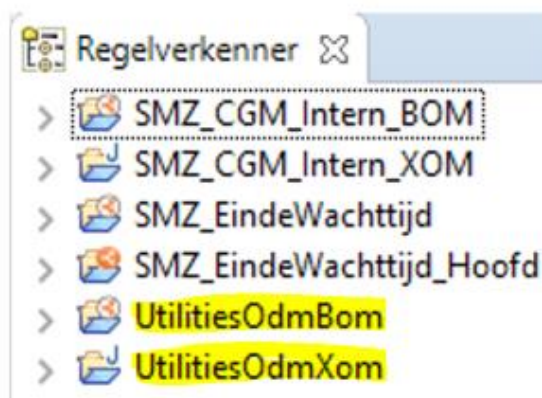 Regelverkenner
SMZ_CGM_Intern_BOM
SMZ_CGM_Intern_XOM
SMZ_EindeWachttijd
SMZ_EindeWachttijd_Hoofd
UtilitiesOdmBom
UtilitiesOdmXom